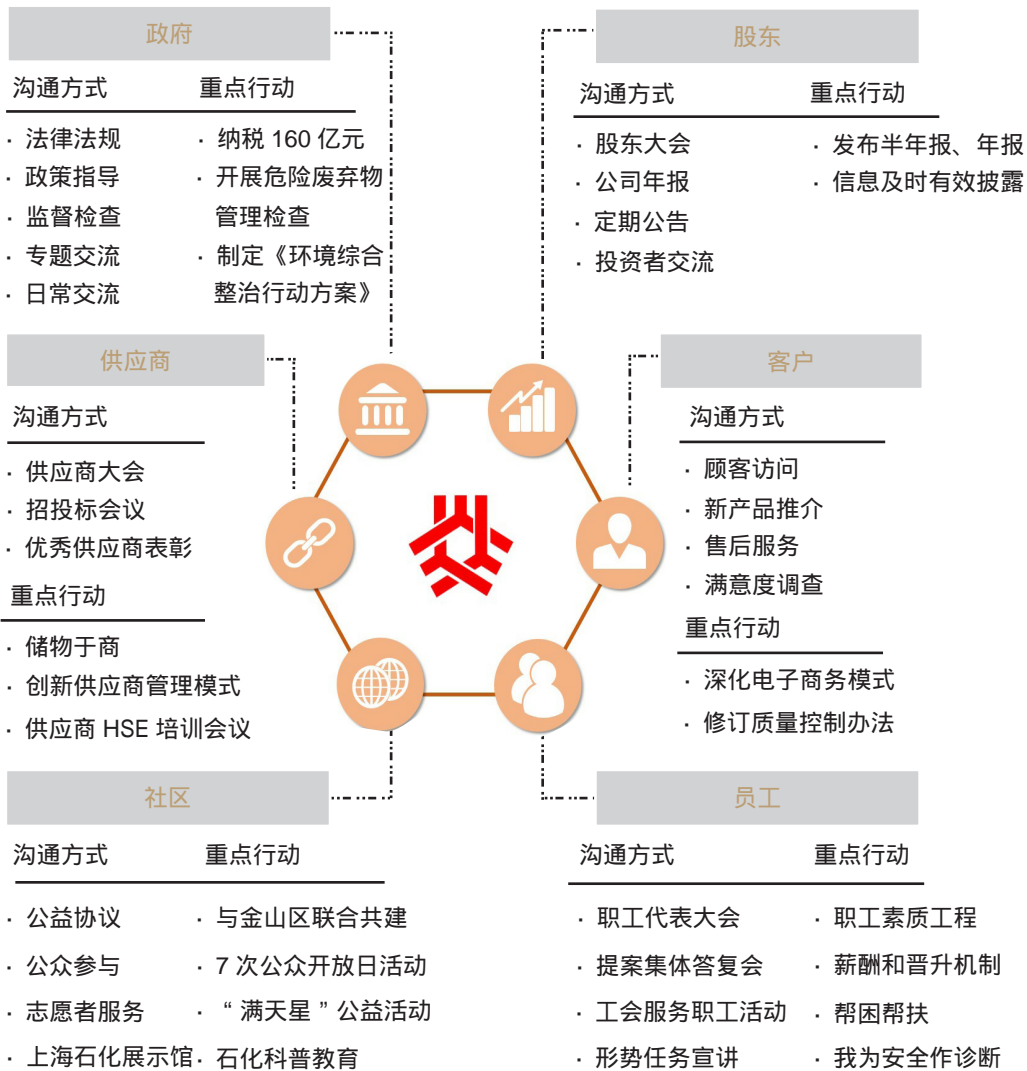 政府
沟通方式
· 法律法规
· 政策指导
· 监督检查
· 专题交流
· 日常交流
重点行动
· 纳税 160 亿元
· 开展危险废弃物
管理检查
· 制定《环境综合
整治行动方案》
股东
沟通方式
· 股东大会
· 公司年报
· 定期公告
· 投资者交流
重点行动
· 发布半年报、年报
· 信息及时有效披露
供应商
沟通方式
· 供应商大会
· 招投标会议
· 优秀供应商表彰
重点行动
· 储物于商
· 创新供应商管理模式
· 供应商 HSE 培训会议
客户
沟通方式
· 顾客访问
· 新产品推介
· 售后服务
· 满意度调查
重点行动
· 深化电子商务模式
· 修订质量控制办法
社区
沟通方式
· 公益协议
· 公众参与
· 志愿者服务
· 上海石化展示馆
重点行动
· 与金山区联合共建
· 7 次公众开放日活动
· “满天星”公益活动
· 石化科普教育
员工
沟通方式
· 职工代表大会
· 提案集体答复会
· 工会服务职工活动
· 形势任务宣讲
重点行动
· 职工素质工程
· 薪酬和晋升机制
· 帮困帮扶
· 我为安全作诊断